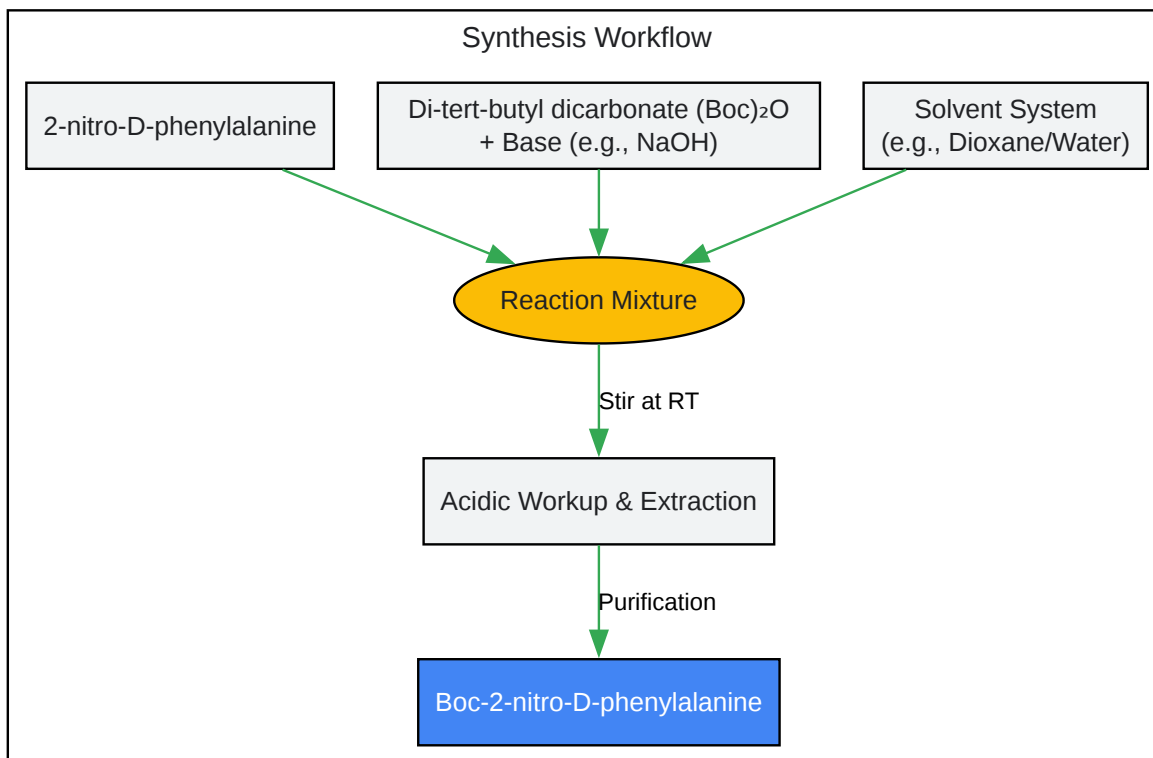 Synthesis Workflow
2-nitro-D-phenylalanine
Di-tert-butyl dicarbonate (Boc)₂O
+ Base (e.g., NaOH)
Solvent System
(e.g., Dioxane/Water)
Reaction Mixture
Stir at RT
Acidic Workup & Extraction
Purification
Boc-2-nitro-D-phenylalanine